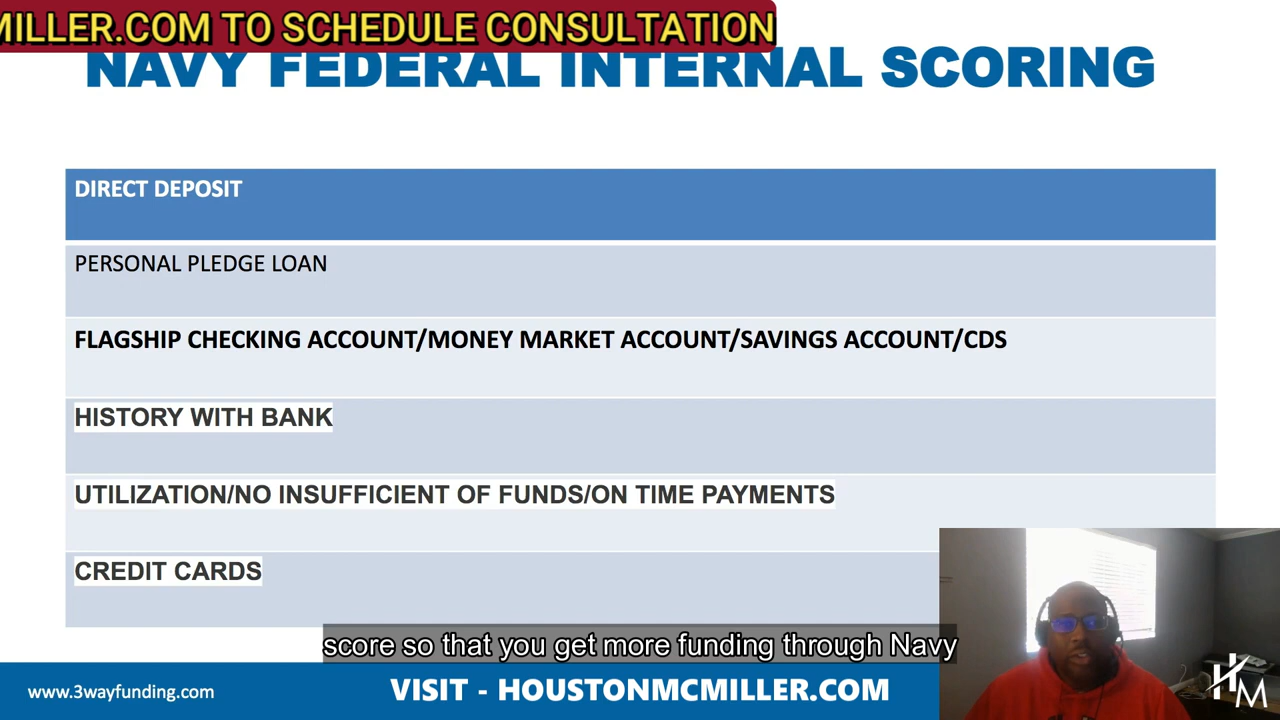 MILLER.COM TO SCHEDULE CONSULTATION
NAVY FEDERAL INTERNAL SCORING
DIRECT DEPOSIT
PERSONAL PLEDGE LOAN
FLAGSHIP CHECKING ACCOUNT/MONEY MARKET ACCOUNT/SAVINGS ACCOUNT/CDS
HISTORY WITH BANK
UTILIZATION/NO INSUFFICIENT OF FUNDS/ON TIME PAYMENTS
CREDIT CARDS
score so that you get more funding through Navy
www.3wayfunding.com
VISIT - HOUSTONMCMILLER.COM
HM